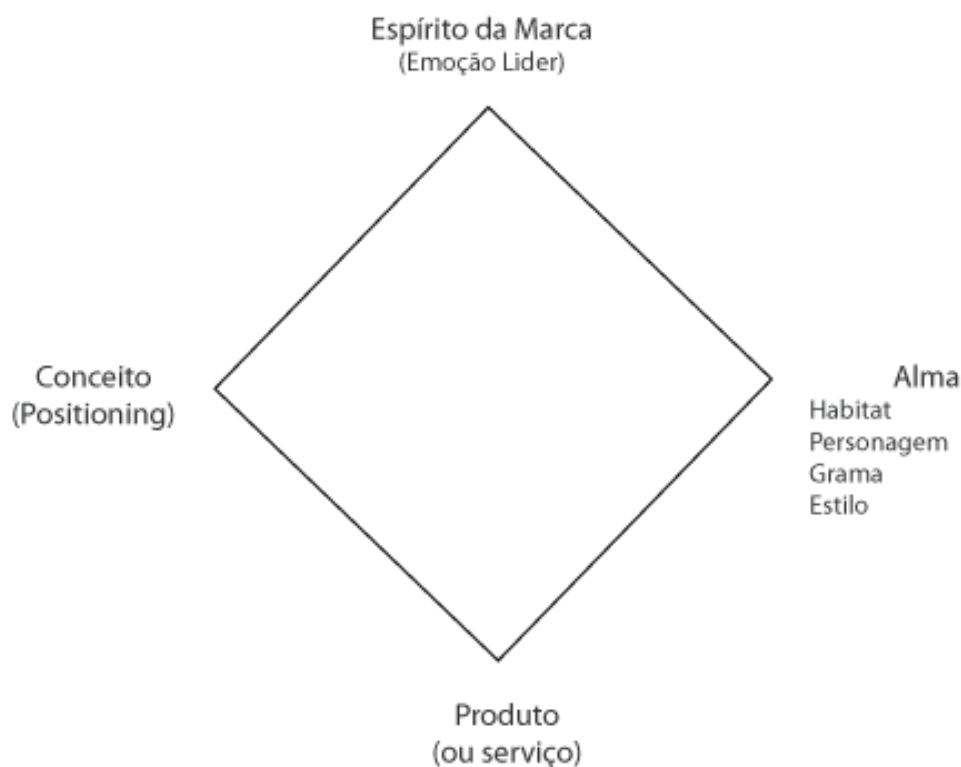 Espírito da Marca
(Emoção Lider)
Conceito
(Positioning)
Alma
Habitat
Personagem
Grama
Estilo
Produto
(ou serviço)